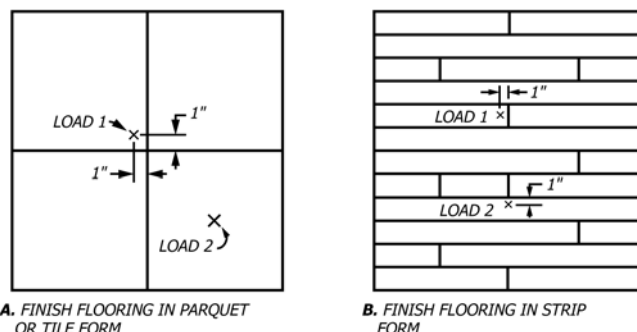 LOAD 1
1"
1"
LOAD 2
A. FINISH FLOORING IN PARQUET
OR TILE FORM
1"
LOAD 1
1"
LOAD 2
B. FINISH FLOORING IN STRIP
FORM